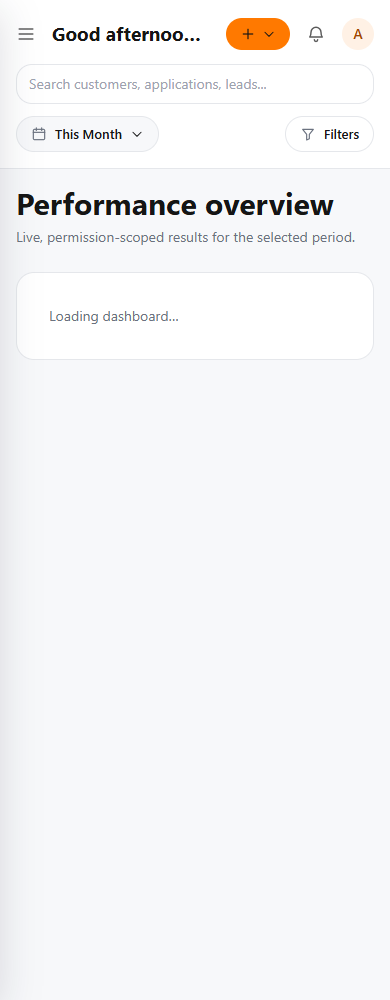 Good afternoo...
A
Search customers, applications, leads...
This Month
Filters
Performance overview
Live, permission-scoped results for the selected period.
Loading dashboard...